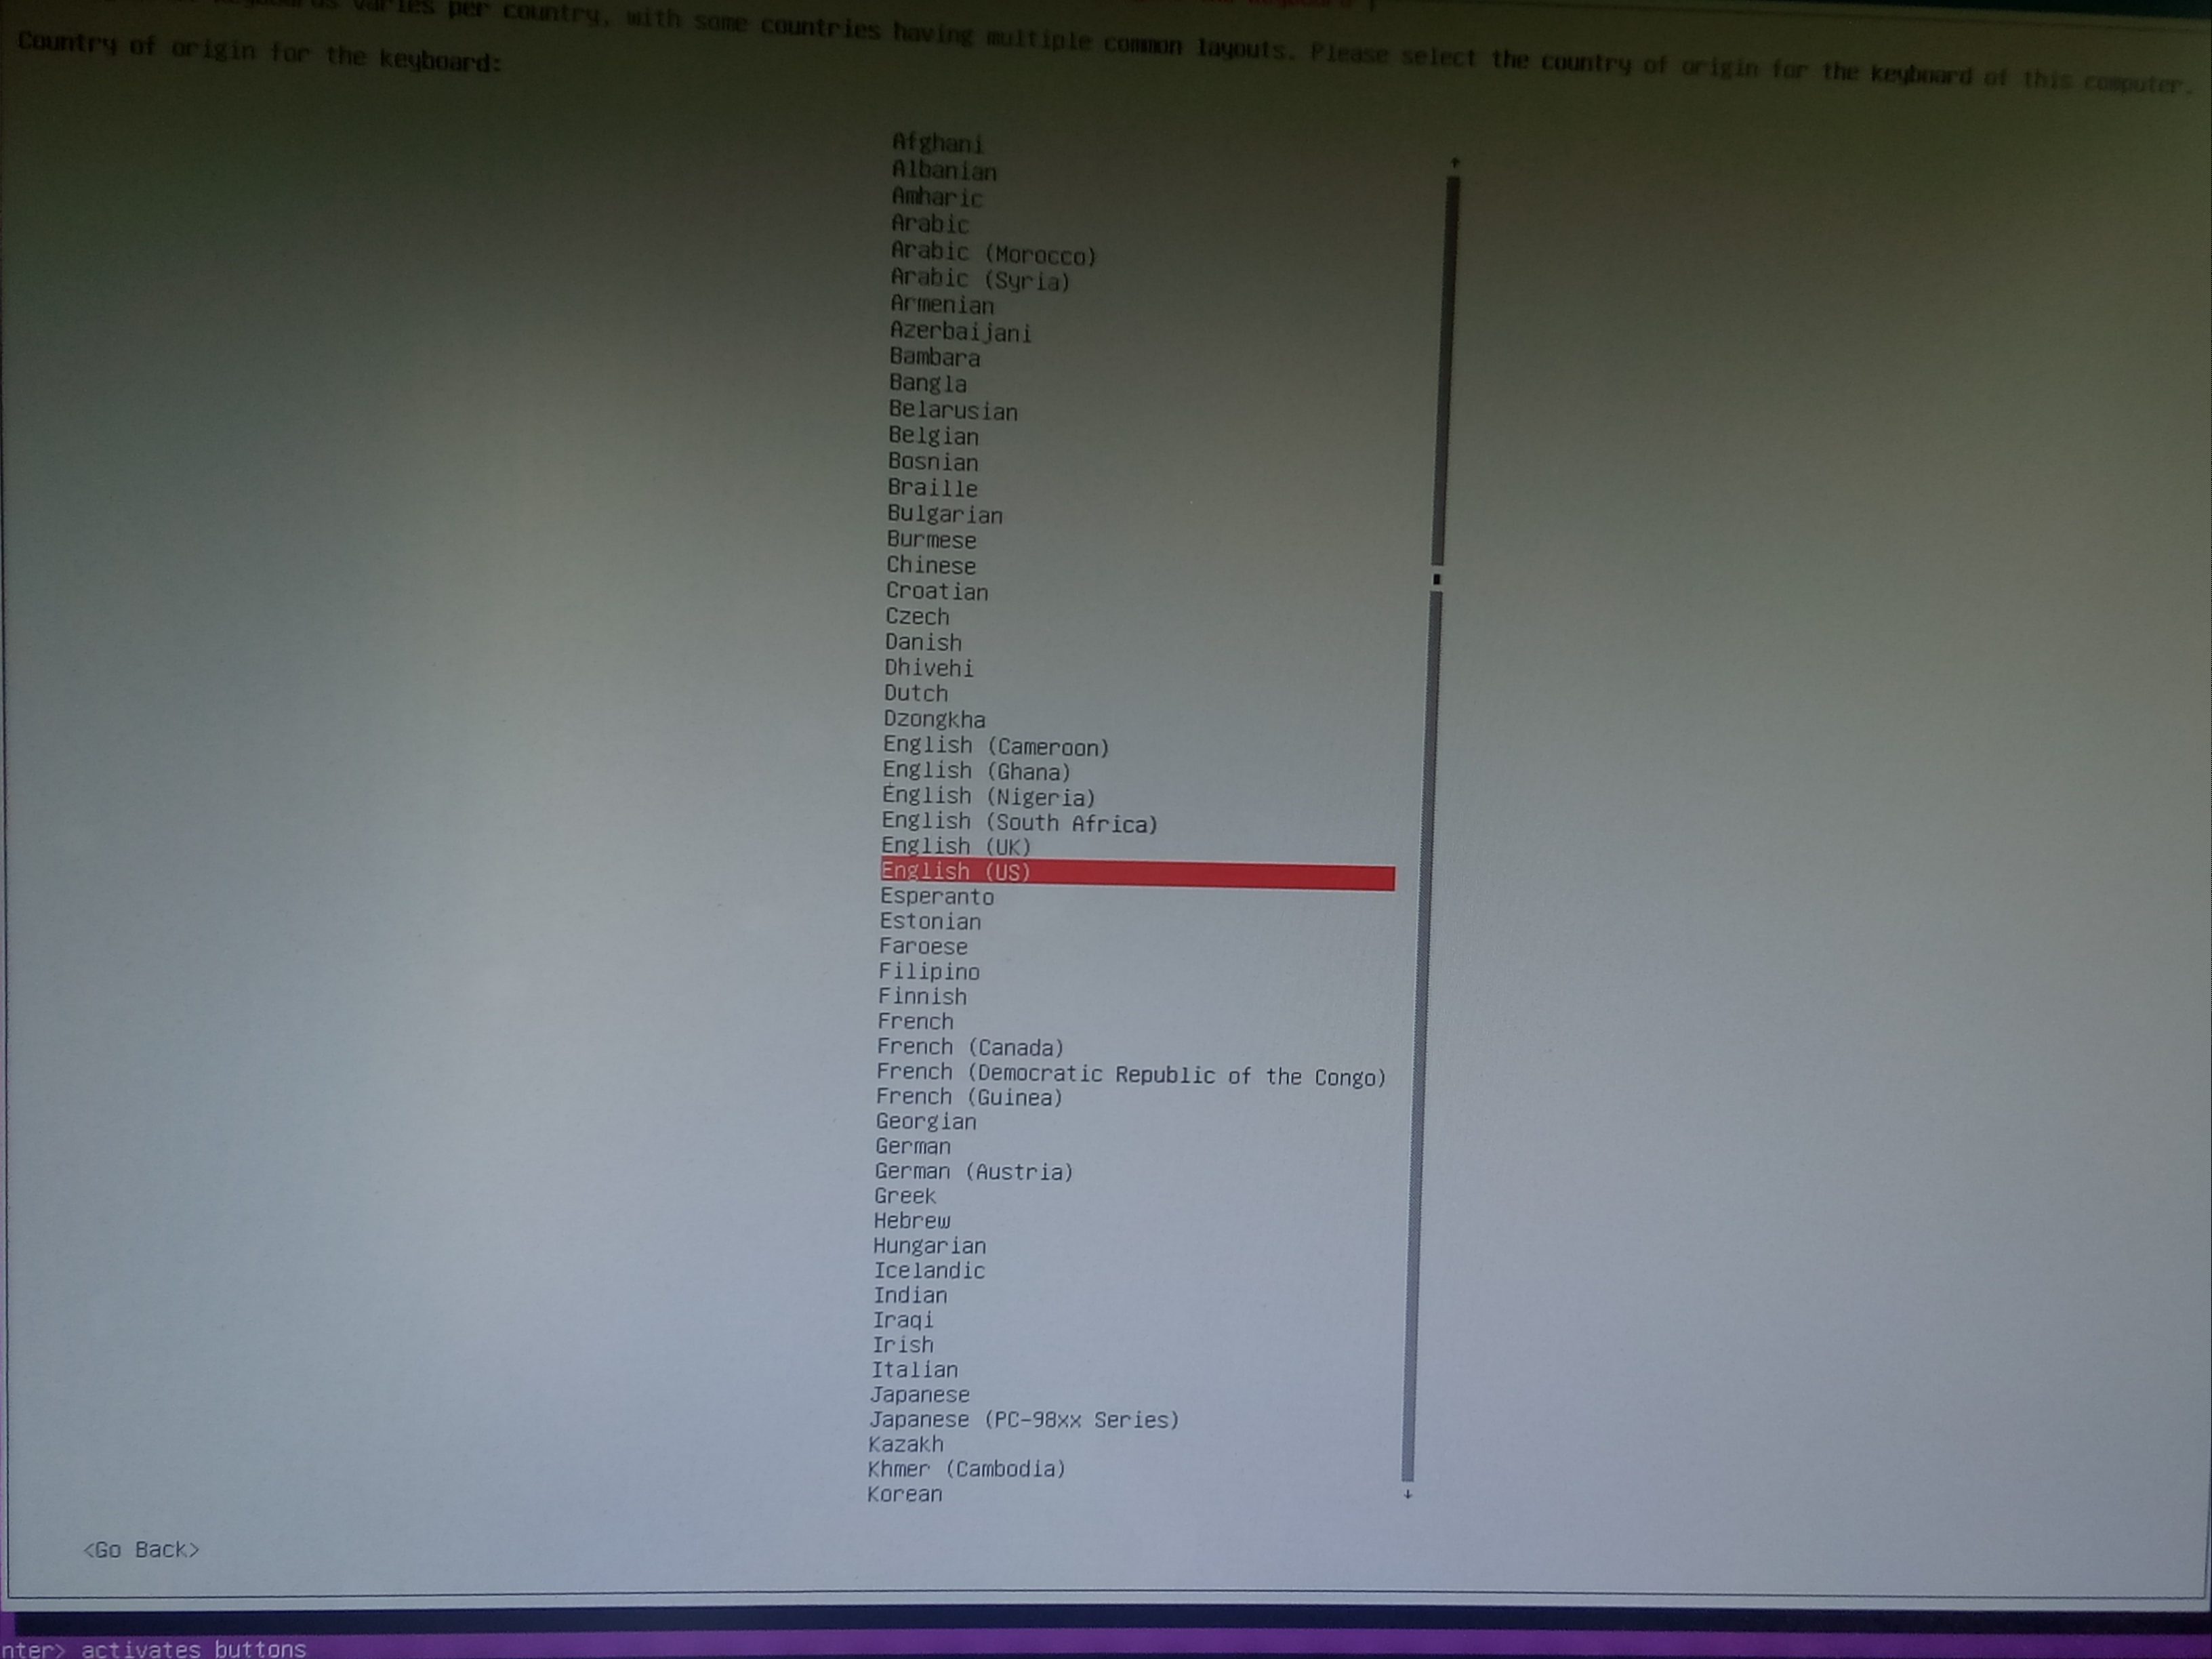 varies per country, with some countries having multiple common layouts. Please select the country of origin for the keyboard of this computer.
Country of origin for the keyboard:
Afghani
Albanian
Amharic
Arabic
Arabic (Morocco)
Arabic (Syria)
Armenian
Azerbaijani
Bambara
Bangla
Belarusian
Belgian
Bosnian
Braille
Bulgarian
Burmese
Chinese
Croatian
Czech
Danish
Dhivehi
Dutch
Dzongkha
English (Cameroon)
English (Ghana)
English (Nigeria)
English (South Africa)
English (UK)
English (US)
Esperanto
Estonian
Faroese
Filipino
Finnish
French
French (Canada)
French (Democratic Republic of the Congo)
French (Guinea)
Georgian
German
German (Austria)
Greek
Hebrew
Hungarian
Icelandic
Indian
Iraqi
Irish
Italian
Japanese
Japanese (PC-98xx Series)
Kazakh
Khmer (Cambodia)
Korean
<Go Back>
nter> activates buttons